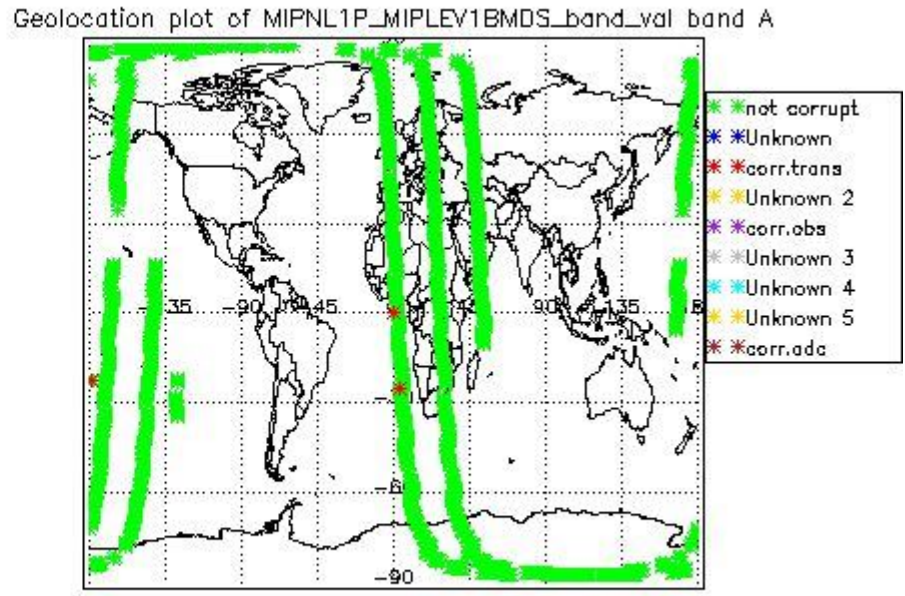 Geolocation plot of MIPNL1P_MIPLEV1BMDS_band_val band A
not corrupt
Unknown
corr.trans
Unknown 2
corr.obs
Unknown 3
Unknown 4
Unknown 5
corr.adc
-90
45
90
135
-90